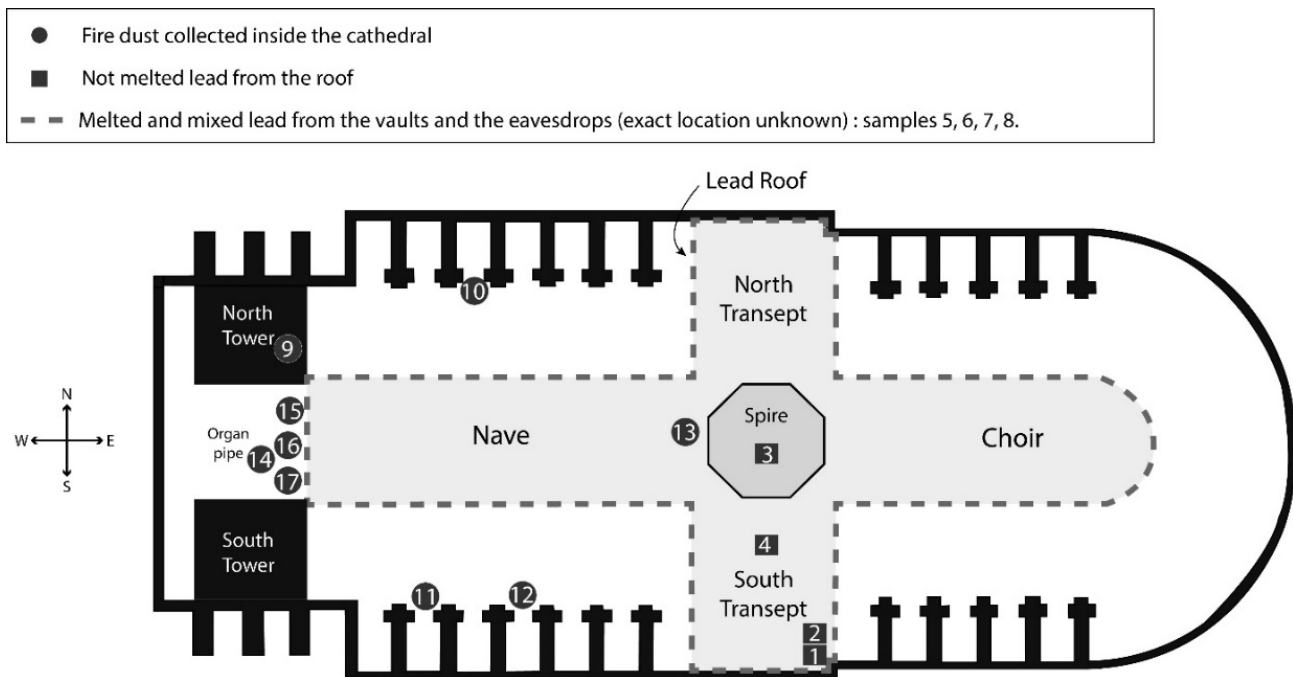 Fire dust collected inside the cathedral
Not melted lead from the roof
Melted and mixed lead from the vaults and the eavesdrops (exact location unknown) : samples 5, 6, 7, 8.
Lead Roof
10
North
Tower
9
North
Transept
N
W E
S
15
Organ
pipe
16
14
17
Nave
13
Spire
3
Choir
South
Tower
4
South
Transept
11
12
2
1